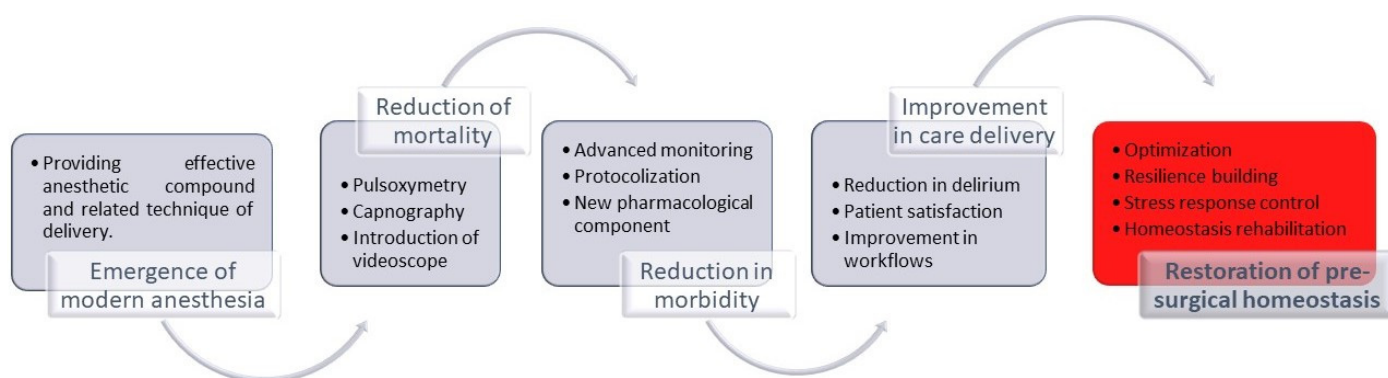 • Providing effective
anesthetic compound
and related technique of
delivery.
Emergence of
modern anesthesia
Reduction of
mortality
• Pulsoxymetry
• Capnography
• Introduction of
videoscope
• Advanced monitoring
• Protocolization
• New pharmacological
component
Reduction in
morbidity
Improvement
in care delivery
• Reduction in delirium
• Patient satisfaction
• Improvement in
workflows
• Optimization
• Resilience building
• Stress response control
• Homeostasis rehabilitation
Restoration of pre-
surgical homeostasis